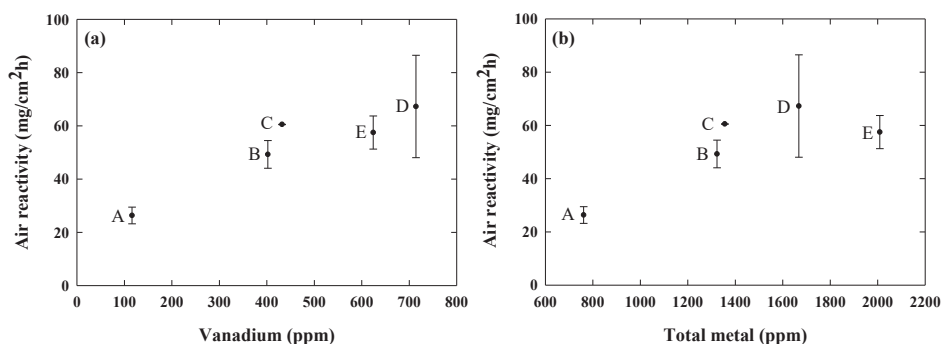 100
(a)
80
60
40
20
0
A
B
C
E
D
0 100 200 300 400 500 600 700 800
Vanadium (ppm)
Air reactivity (mg/cm²h)
100
(b)
80
60
40
20
0
A
B
C
D
E
600 800 1000 1200 1400 1600 1800 2000 2200
Total metal (ppm)
Air reactivity (mg/cm²h)